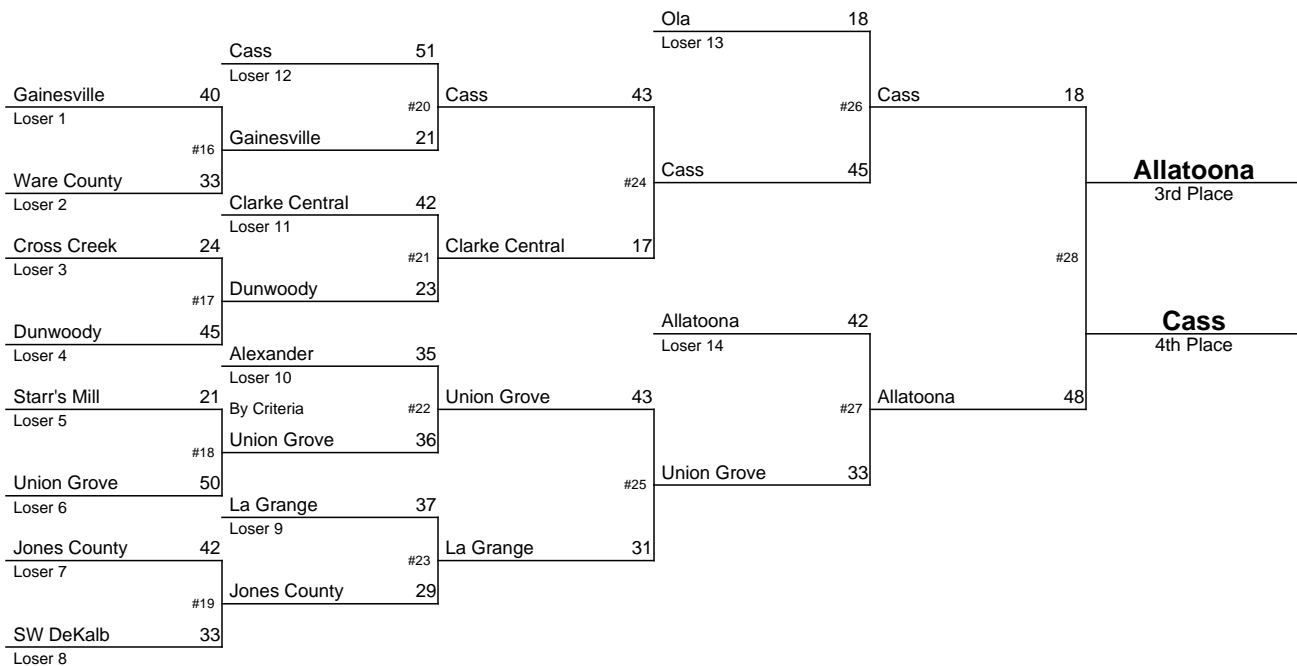 Ola 18
Loser 13
Cass 51
Loser 12
Gainesville 40
Loser 1
#20
Cass 43
#26
Cass 18
Gainesville 21
#16
Ware County 33
Loser 2
Cass 45
#24
Allatoona
3rd Place
Clarke Central 42
Loser 11
Cross Creek 24
Loser 3
#21
Clarke Central 17
#28
Dunwoody 23
#17
Dunwoody 45
Loser 4
Allatoona 42
Loser 14
Cass
4th Place
Alexander 35
Loser 10
Starr's Mill 21
Loser 5
By Criteria
#22
Union Grove 43
#27
Allatoona 48
Union Grove 36
#18
Union Grove 50
Loser 6
#25
Union Grove 33
La Grange 37
Loser 9
Jones County 42
Loser 7
#23
La Grange 31
Jones County 29
#19
SW DeKalb 33
Loser 8